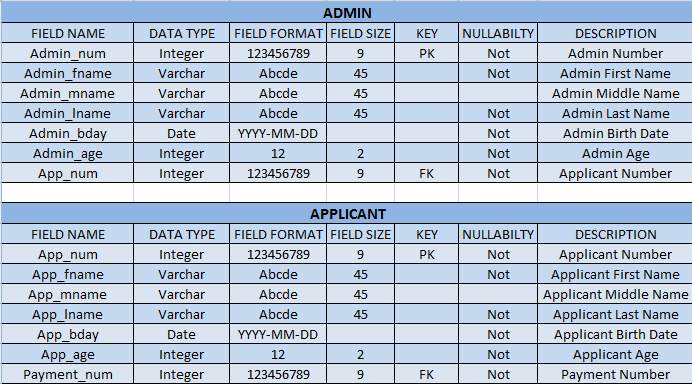 ADMIN
FIELD NAME DATA TYPE FIELD FORMAT FIELD SIZE KEY NULLABILTY DESCRIPTION
Admin_num Integer 123456789 9 PK Not Admin Number
Admin_fname Varchar Abcde 45 Not Admin First Name
Admin_mname Varchar Abcde 45 Admin Middle Name
Admin_lname Varchar Abcde 45 Not Admin Last Name
Admin_bday Date YYYY-MM-DD Not Admin Birth Date
Admin_age Integer 12 2 Not Admin Age
App_num Integer 123456789 9 FK Not Applicant Number
APPLICANT
FIELD NAME DATA TYPE FIELD FORMAT FIELD SIZE KEY NULLABILTY DESCRIPTION
App_num Integer 123456789 9 PK Not Applicant Number
App_fname Varchar Abcde 45 Not Applicant First Name
App_mname Varchar Abcde 45 Applicant Middle Name
App_lname Varchar Abcde 45 Not Applicant Last Name
App_bday Date YYYY-MM-DD Not Applicant Birth Date
App_age Integer 12 2 Not Applicant Age
Payment_num Integer 123456789 9 FK Not Payment Number